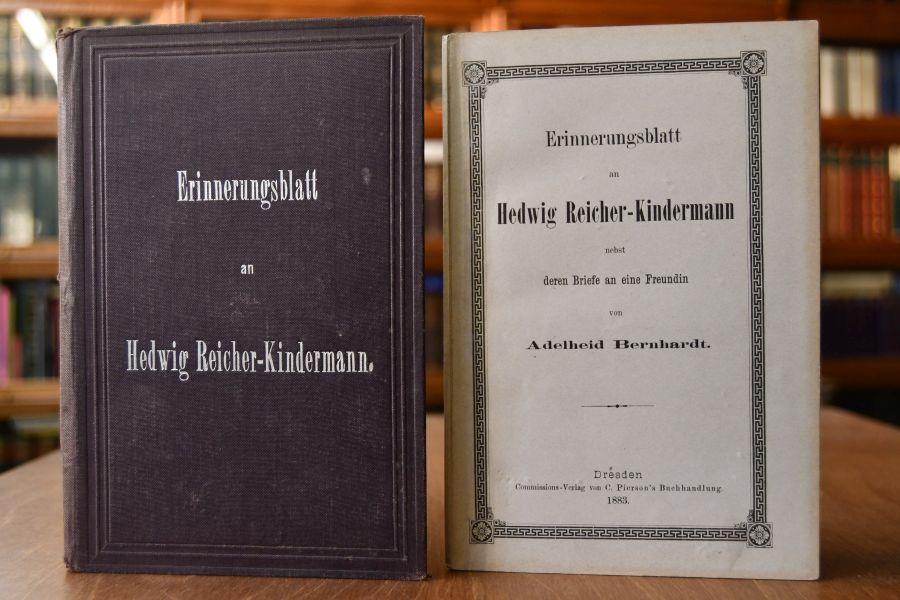 Erinnerungsblatt
an
Hedwig Reicher-Kindermann.
Erinnerungsblatt
an
Hedwig Reicher-Kindermann
nebst
deren Briefe an eine Freundin
von
Adelheid Bernhardt.
Dresden
Commissions-Verlag von C. Pierson's Buchhandlung.
1883.